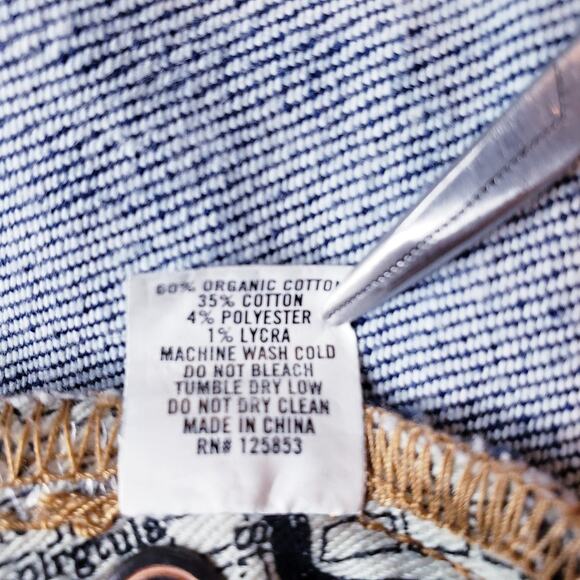 60% ORGANIC COTTON
35% COTTON
4% POLYESTER
1% LYCRA
MACHINE WASH COLD
DO NOT BLEACH
TUMBLE DRY LOW
DO NOT DRY CLEAN
MADE IN CHINA
RN# 125853